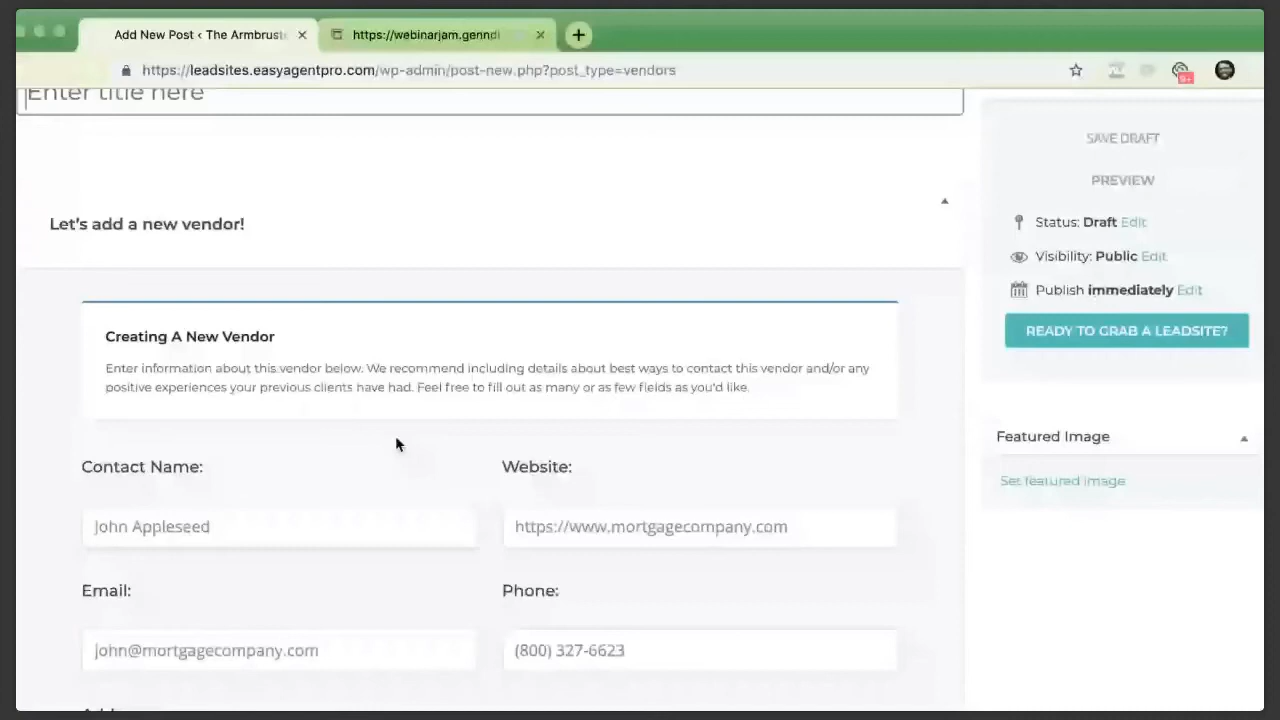 Add New Post ‹ The Armbrust
https://webinarjam.genndi
https://leadsites.easyagentpro.com/wp-admin/post-new.php?post_type=vendors
9+
Enter title here
SAVE DRAFT
PREVIEW
Let's add a new vendor!
Status: Draft Edit
Visibility: Public Edit
Publish immediately Edit
READY TO GRAB A LEADSITE?
Creating A New Vendor
Enter information about this vendor below. We recommend including details about best ways to contact this vendor and/or any
positive experiences your previous clients have had. Feel free to fill out as many or as few fields as you'd like.
Featured Image
Set featured image
Contact Name:
Website:
John Appleseed
https://www.mortgagecompany.com
Email:
Phone:
john@mortgagecompany.com
(800) 327-6623